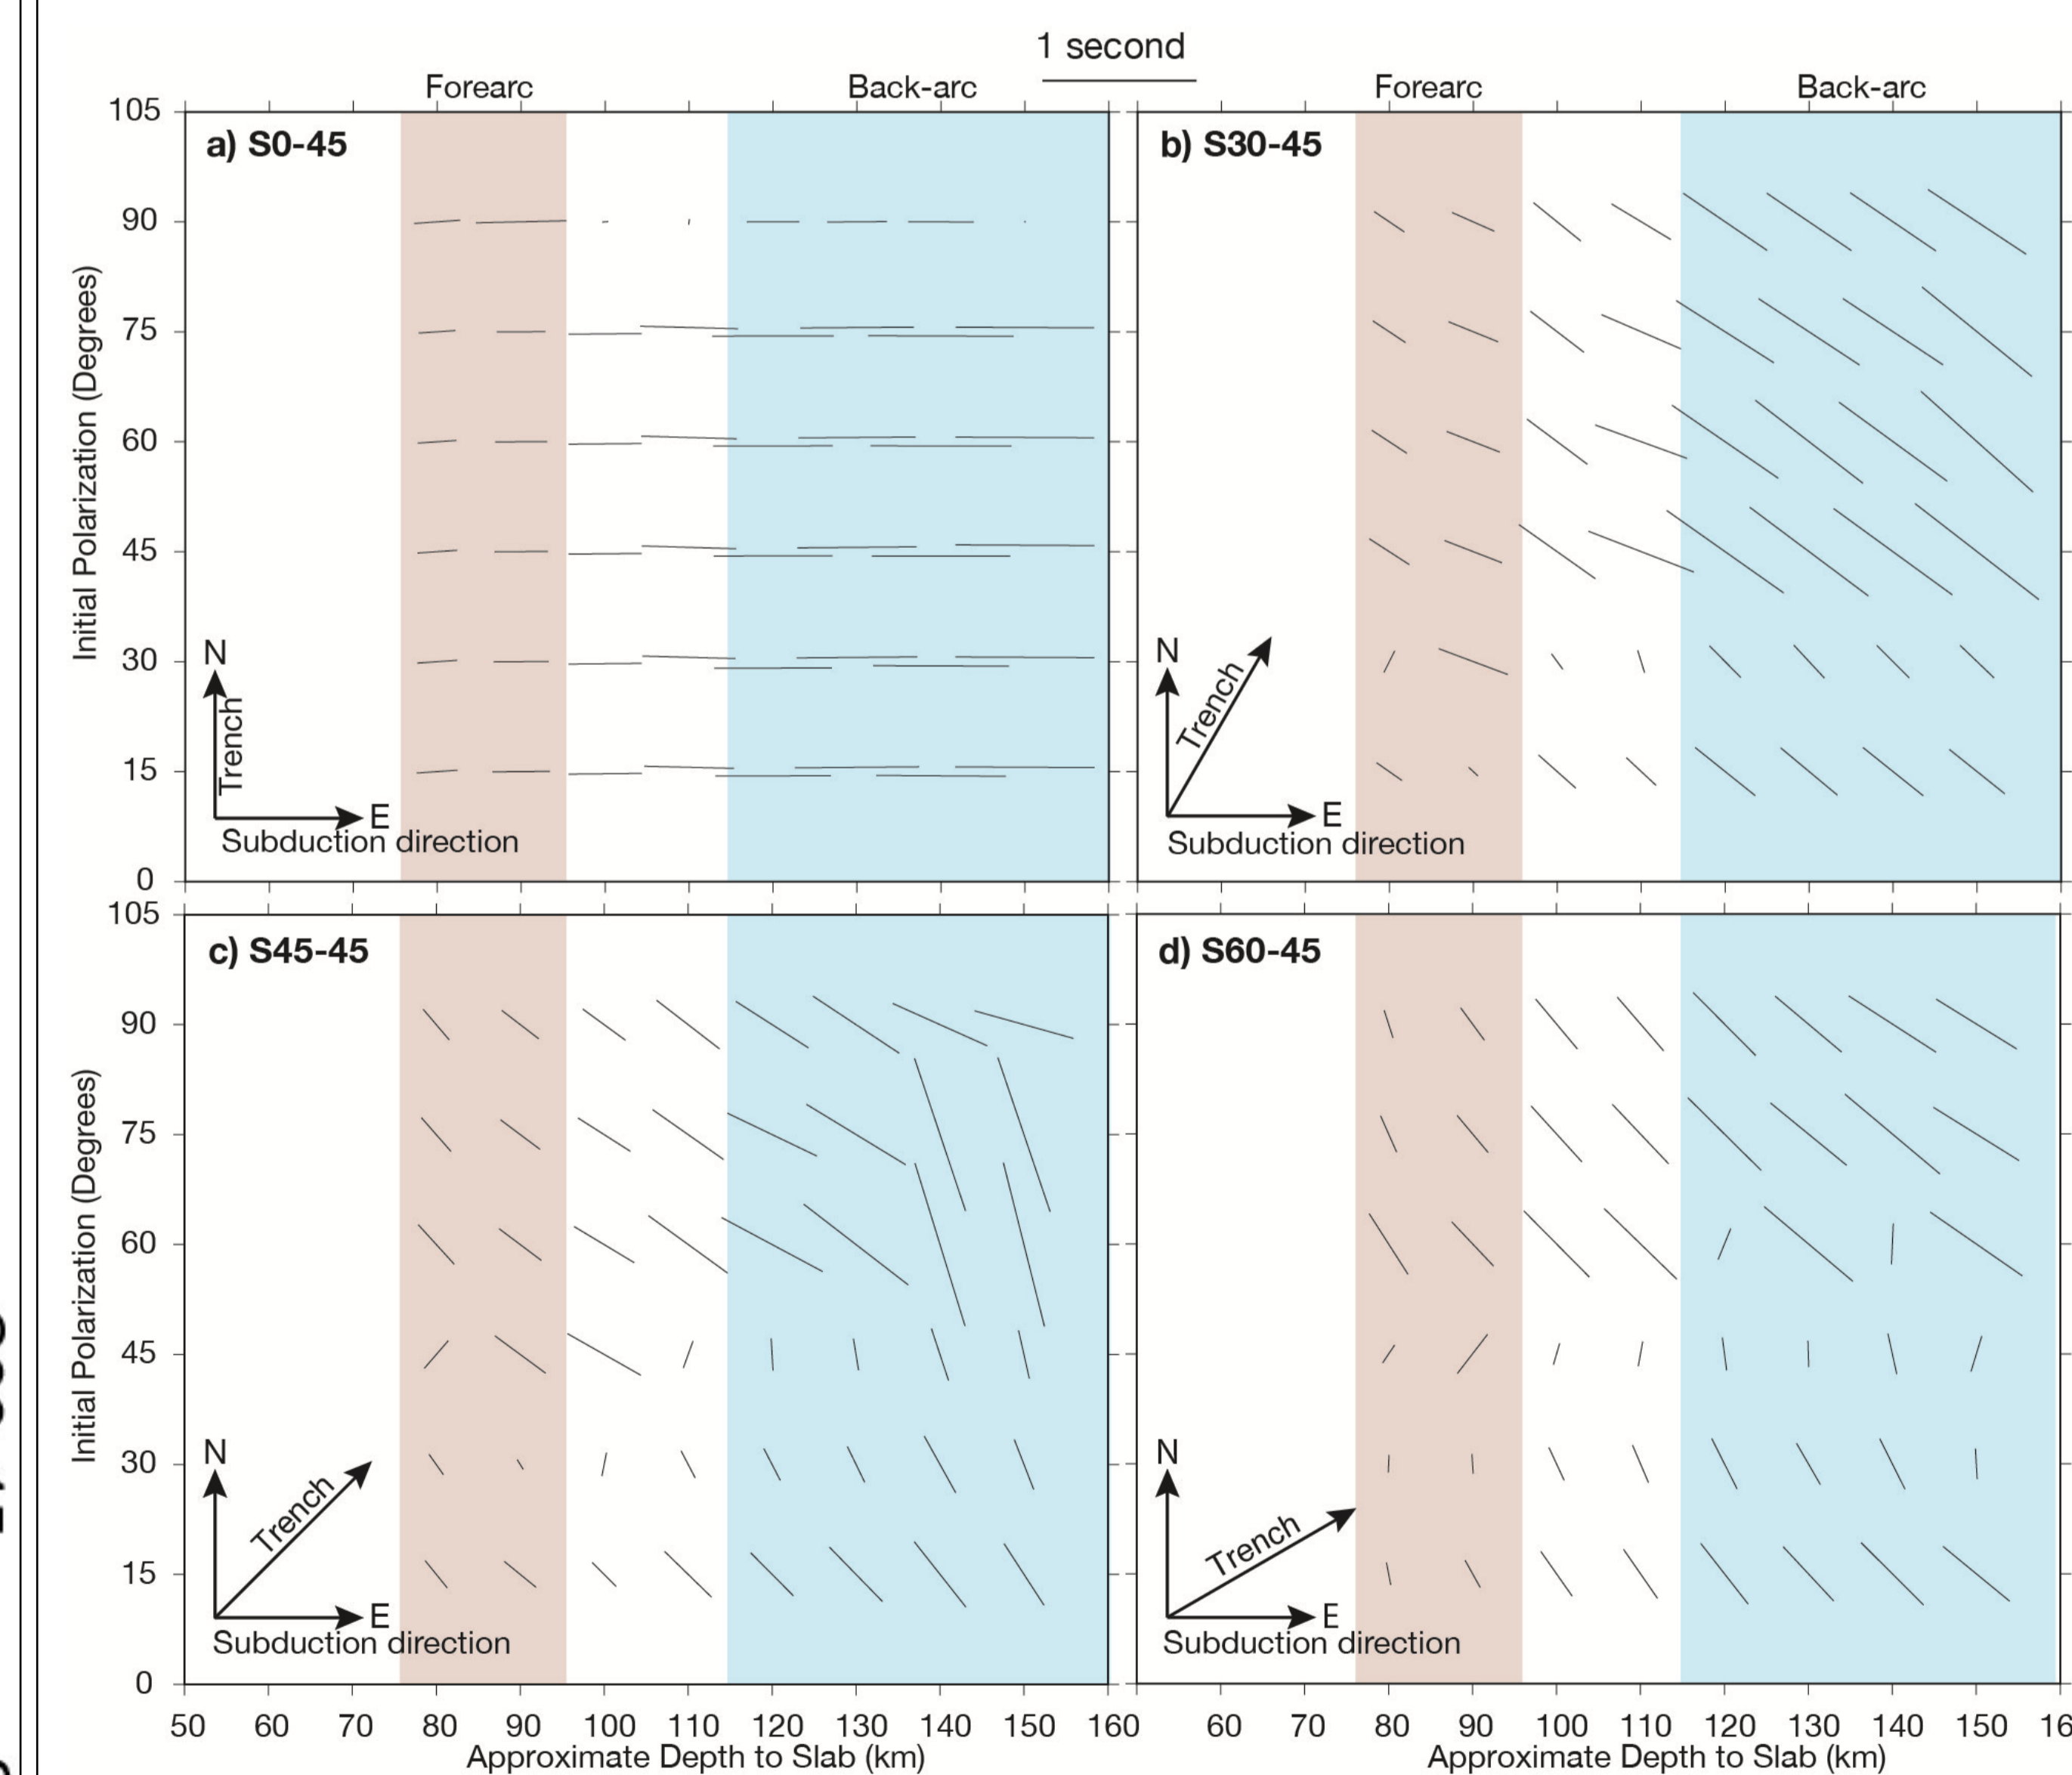 1 second
Forearc Back-arc Forearc Back-arc
a) S0-45
b) S30-45
105
90
75
60
45
30
15
0
Initial Polarization (Degrees)
N
Trench
E
Subduction direction
N
Trench
E
Subduction direction
c) S45-45
d) S60-45
105
90
75
60
45
30
15
0
Initial Polarization (Degrees)
N
Trench
E
Subduction direction
N
Trench
E
Subduction direction
50 60 70 80 90 100 110 120 130 140 150 160 60 70 80 90 100 110 120 130 140 150
Approximate Depth to Slab (km) Approximate Depth to Slab (km)